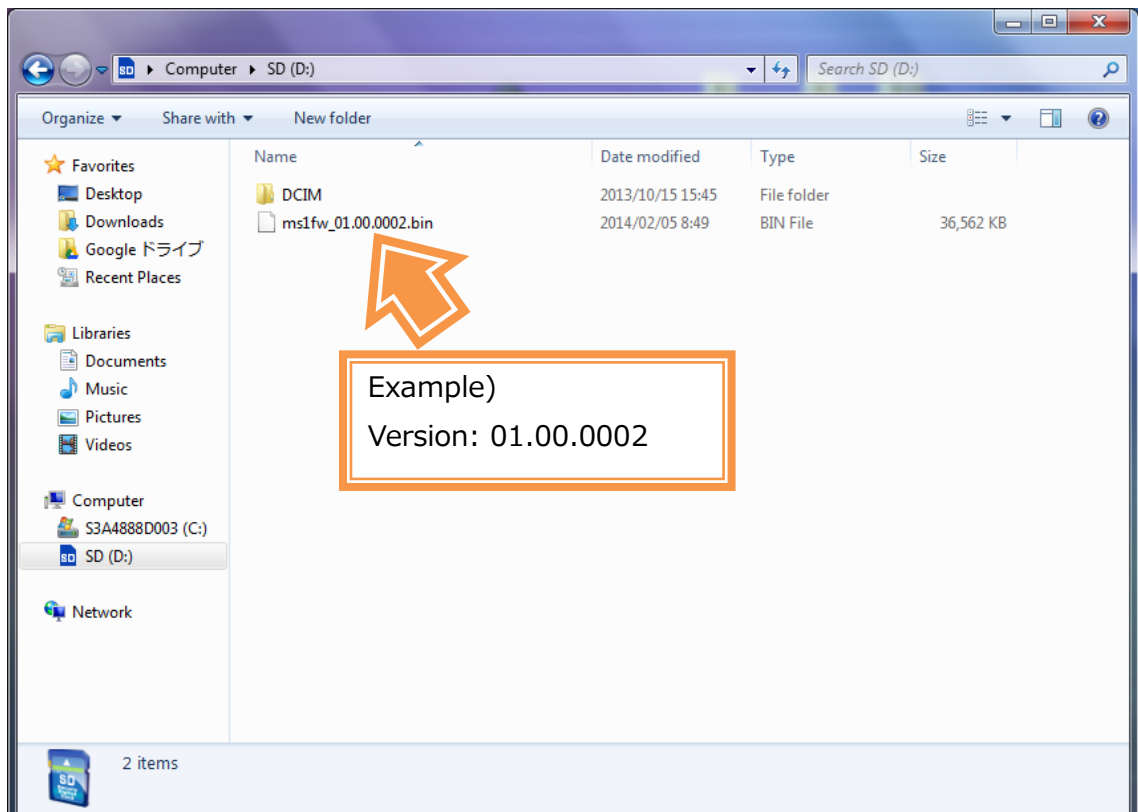 Computer ▸ SD (D:)
Search SD (D:)
Organize Share with New folder
Name Date modified Type Size
DCIM 2013/10/15 15:45 File folder
ms1fw_01.00.0002.bin 2014/02/05 8:49 BIN File 36,562 KB
Favorites
Desktop
Downloads
Google ドライブ
Recent Places
Libraries
Documents
Music
Pictures
Videos
Computer
S3A4888D003 (C:)
SD (D:)
Network
Example)
Version: 01.00.0002
2 items